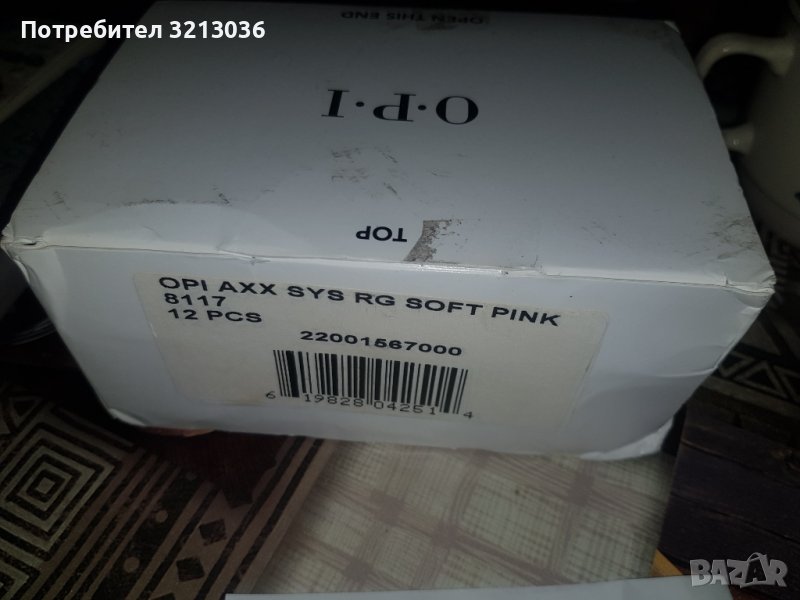 Потребител 3213036
OPEN THIS END
O·P·I
TOP
OPI AXX SYS RG SOFT PINK
8117
12 PCS
22001567000
6 19828 04251 4
BAZAR